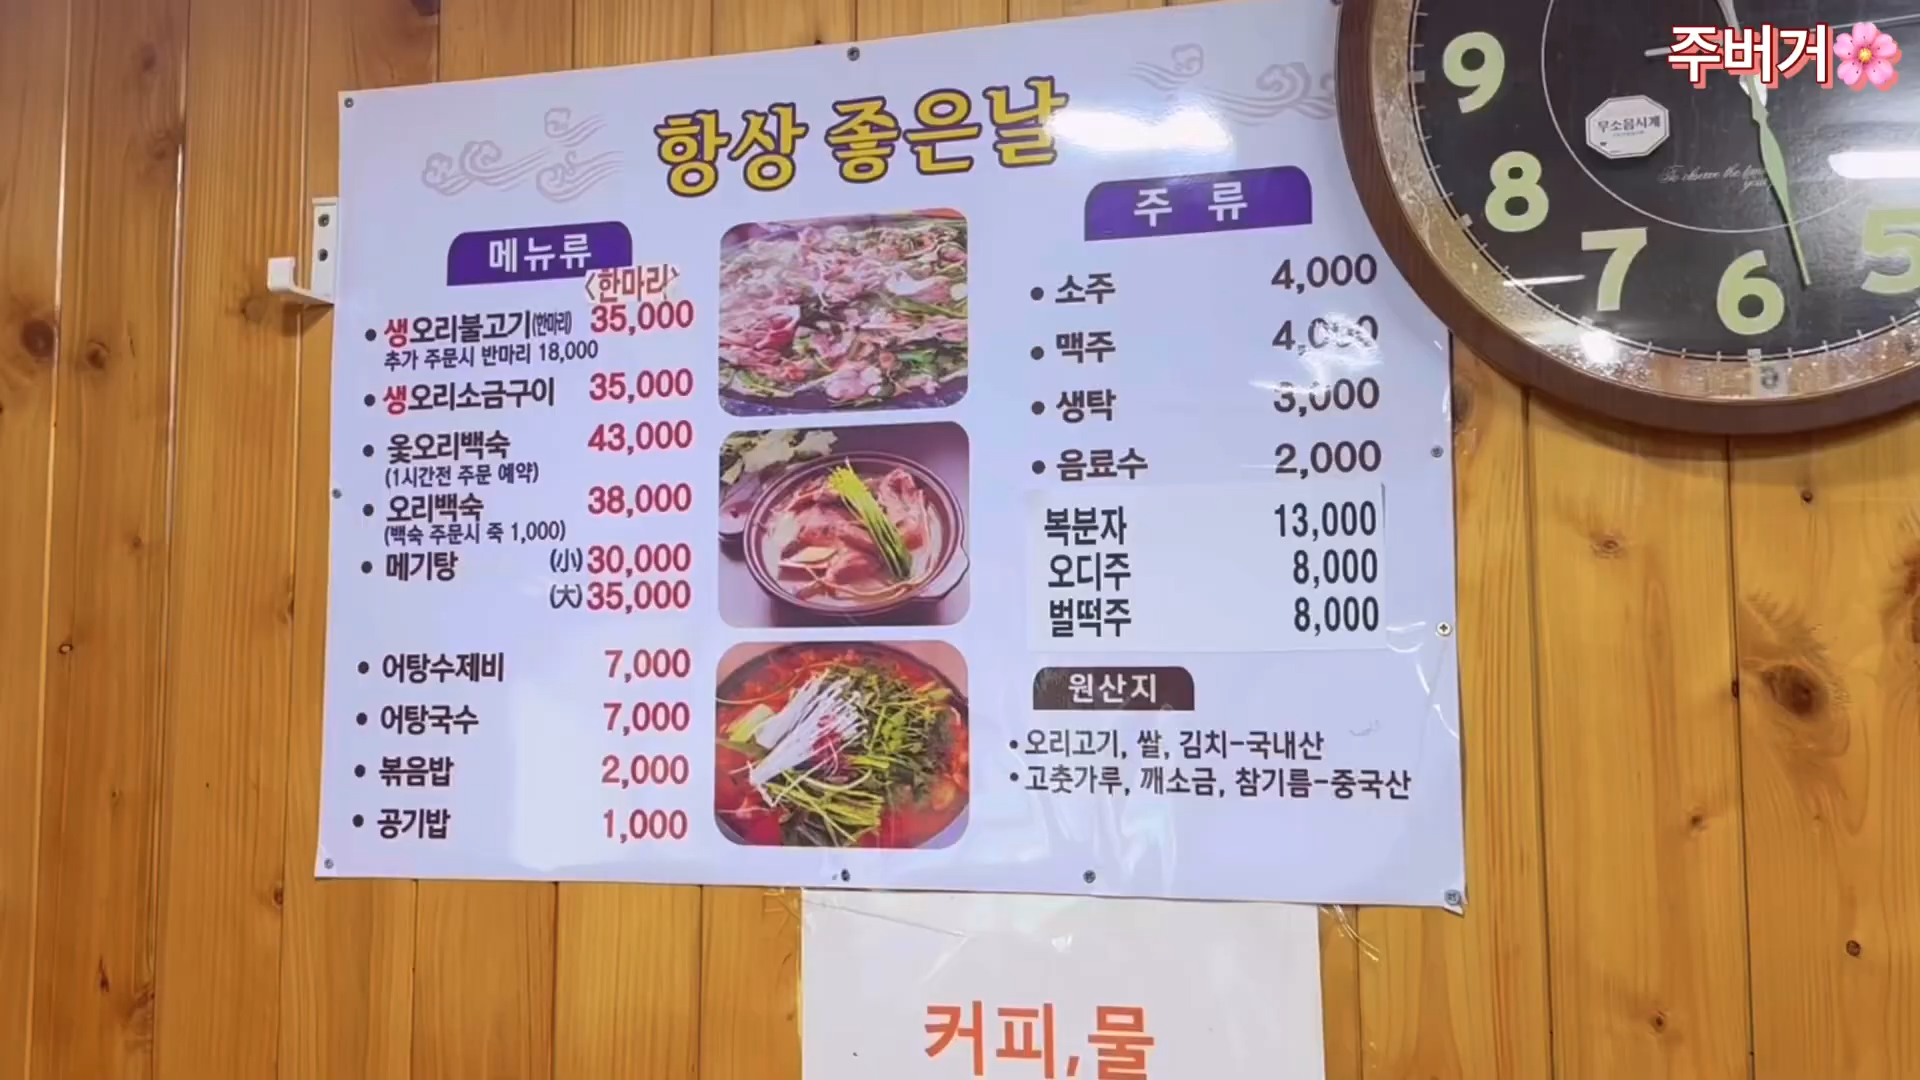 주버거
항상 좋은날
메뉴류
<한마리>
• 생오리불고기(한마리) 35,000
추가 주문시 반마리 18,000
• 생오리소금구이 35,000
• 옻오리백숙 43,000
(1시간전 주문 예약)
• 오리백숙 38,000
(백숙 주문시 죽 1,000)
• 메기탕 (小) 30,000
(大) 35,000
• 어탕수제비 7,000
• 어탕국수 7,000
• 볶음밥 2,000
• 공기밥 1,000
주 류
• 소주 4,000
• 맥주 4,000
• 생탁 3,000
• 음료수 2,000
복분자 13,000
오디주 8,000
벌떡주 8,000
원산지
• 오리고기, 쌀, 김치-국내산
• 고춧가루, 깨소금, 참기름-중국산
9
8
7
6
5
무소음시계
To observe the
커피,물